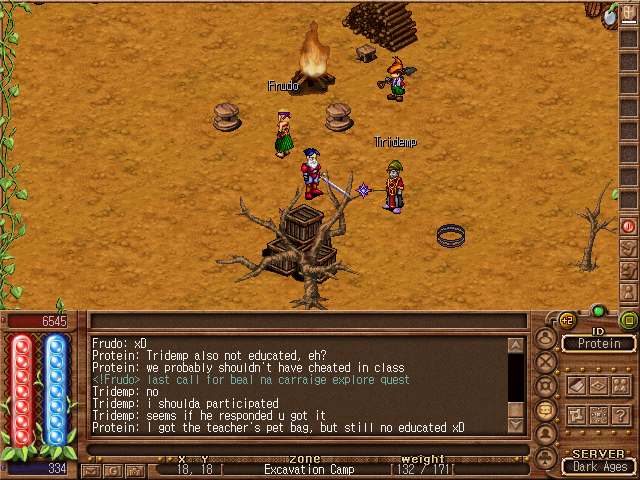 Frudo
Tridemp
6545
Frudo: xD
Protein: Tridemp also not educated, eh?
Protein: we probably shouldn't have cheated in class
<!Frudo> last call for beal na carraige explore quest
Tridemp: no
Tridemp: i shoulda participated
Tridemp: seems if he responded u got it
Protein: I got the teacher's pet bag, but still no educated xD
334
x y zone weight
18, 18 [ Excavation Camp [132 / 171[
+2
ID
Protein
?
SERVER
Dark Ages